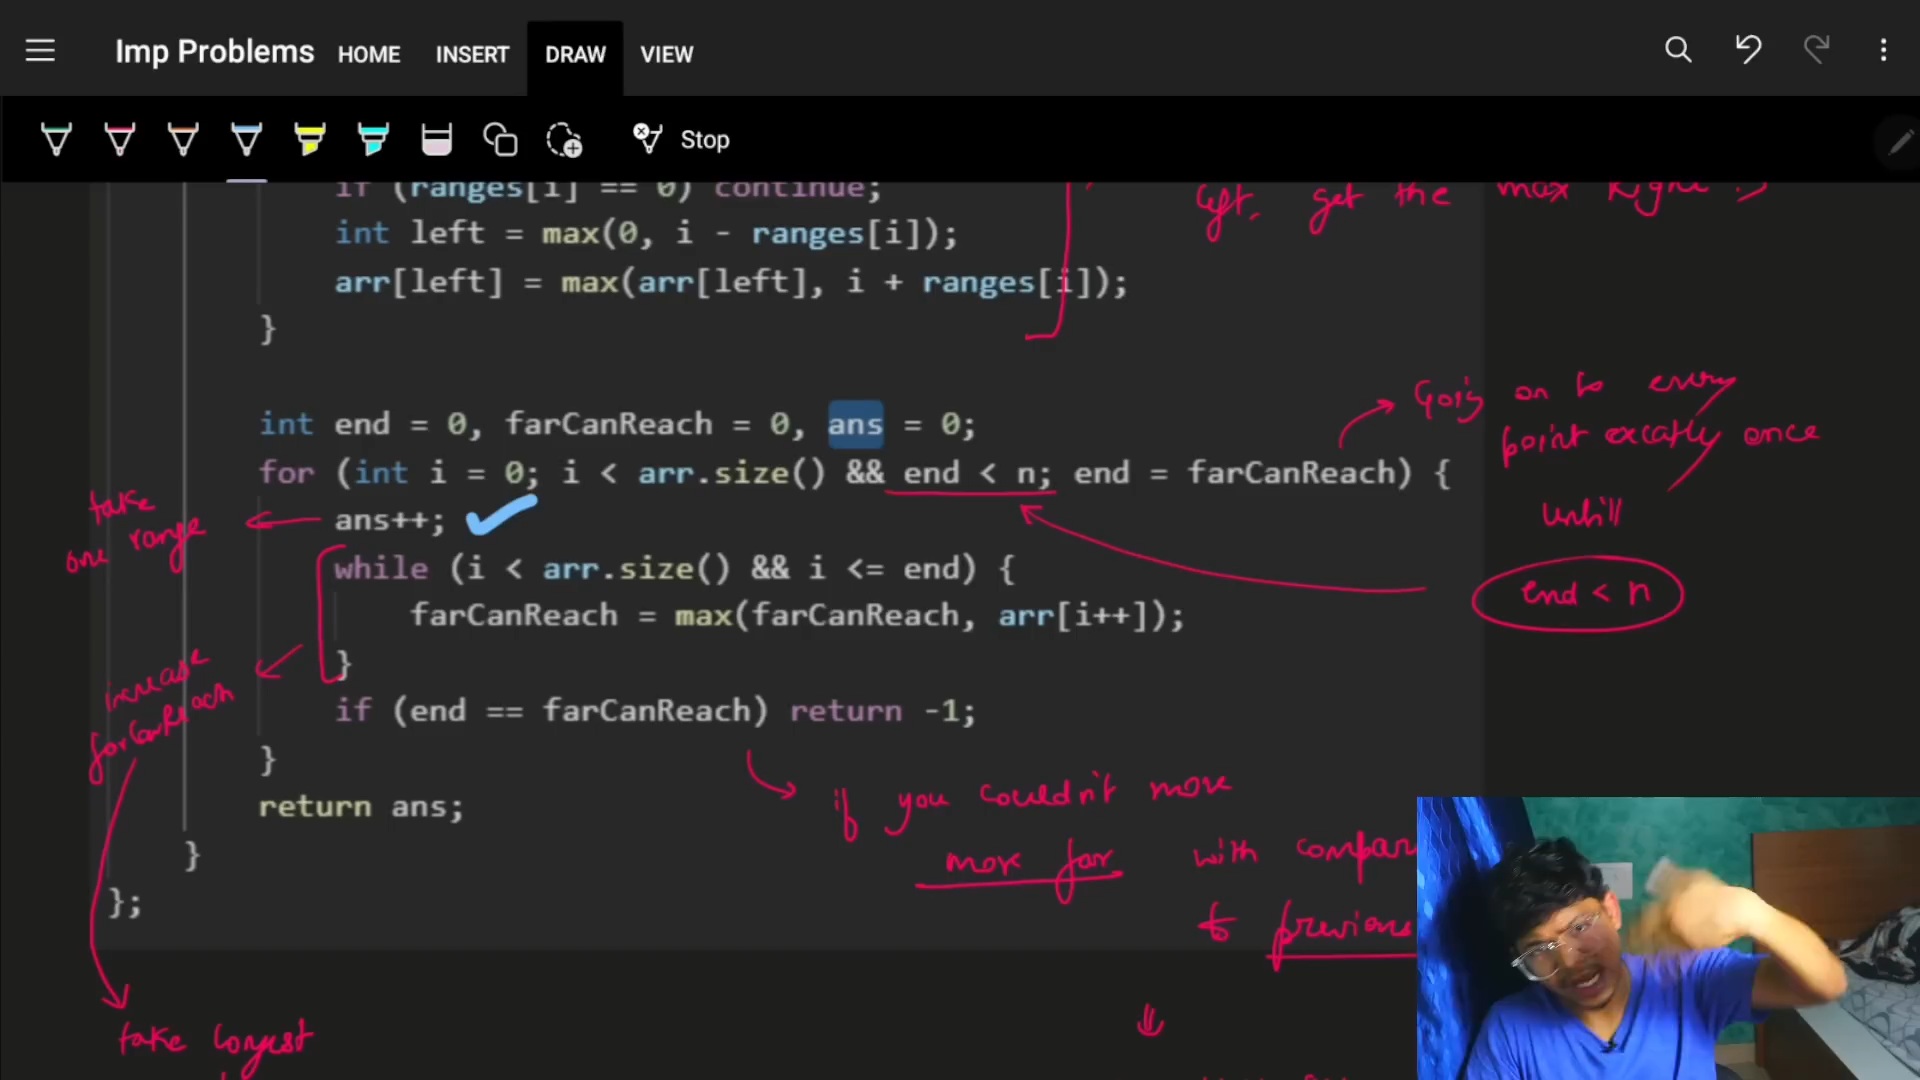 Imp Problems HOME INSERT DRAW VIEW
Stop
if (ranges[i] == 0) continue;
left, get the max Right :)
int left = max(0, i - ranges[i]);
arr[left] = max(arr[left], i + ranges[i]);
}
int end = 0, farCanReach = 0, ans = 0;
Going on to every
point excatly once
for (int i = 0; i < arr.size() && end < n; end = farCanReach) {
until
take
one range
ans++;
while (i < arr.size() && i <= end) {
end < n
farCanReach = max(farCanReach, arr[i++]);
}
increase
farCanReach
if (end == farCanReach) return -1;
}
if you couldn't move
return ans;
more far with compar
}
to previous
};
take longest